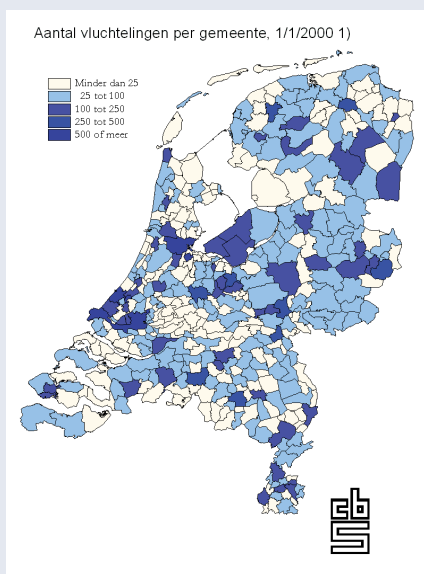 Aantal vluchtelingen per gemeente, 1/1/2000 1)
Minder dan 25
25 tot 100
100 tot 250
250 tot 500
500 of meer
cbs